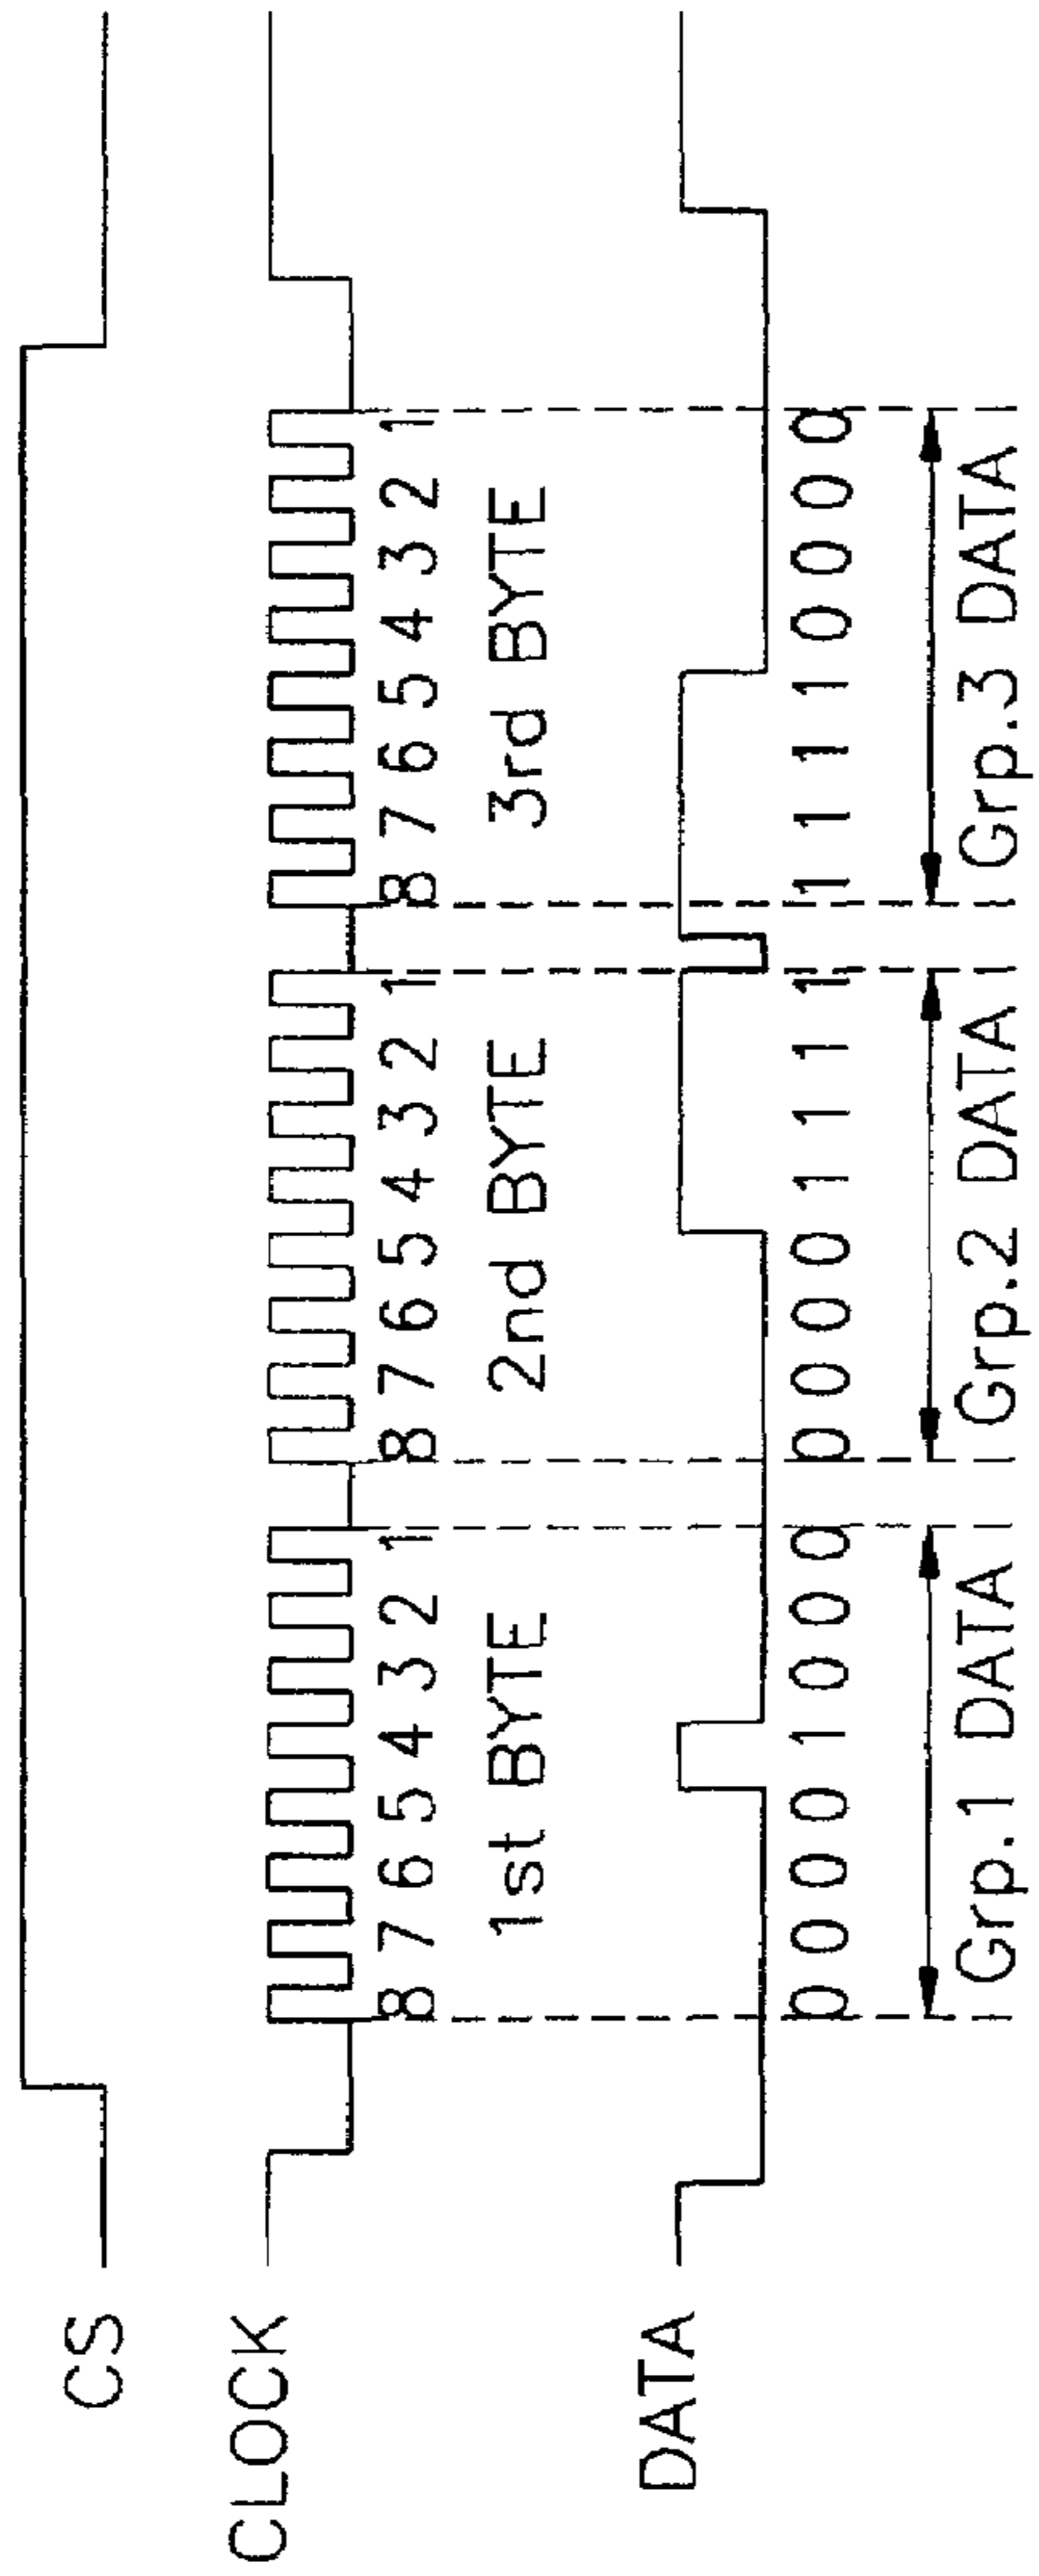 CS
CLOCK
8 7 6 5 4 3 2 1 8 7 6 5 4 3 2 1 8 7 6 5 4 3 2 1
1st BYTE 2nd BYTE 3rd BYTE
DATA
0 0 0 0 1 0 0 0 0 0 0 0 1 1 1 1 1 1 1 1 0 0 0 0
Grp.1 DATA Grp.2 DATA Grp.3 DATA